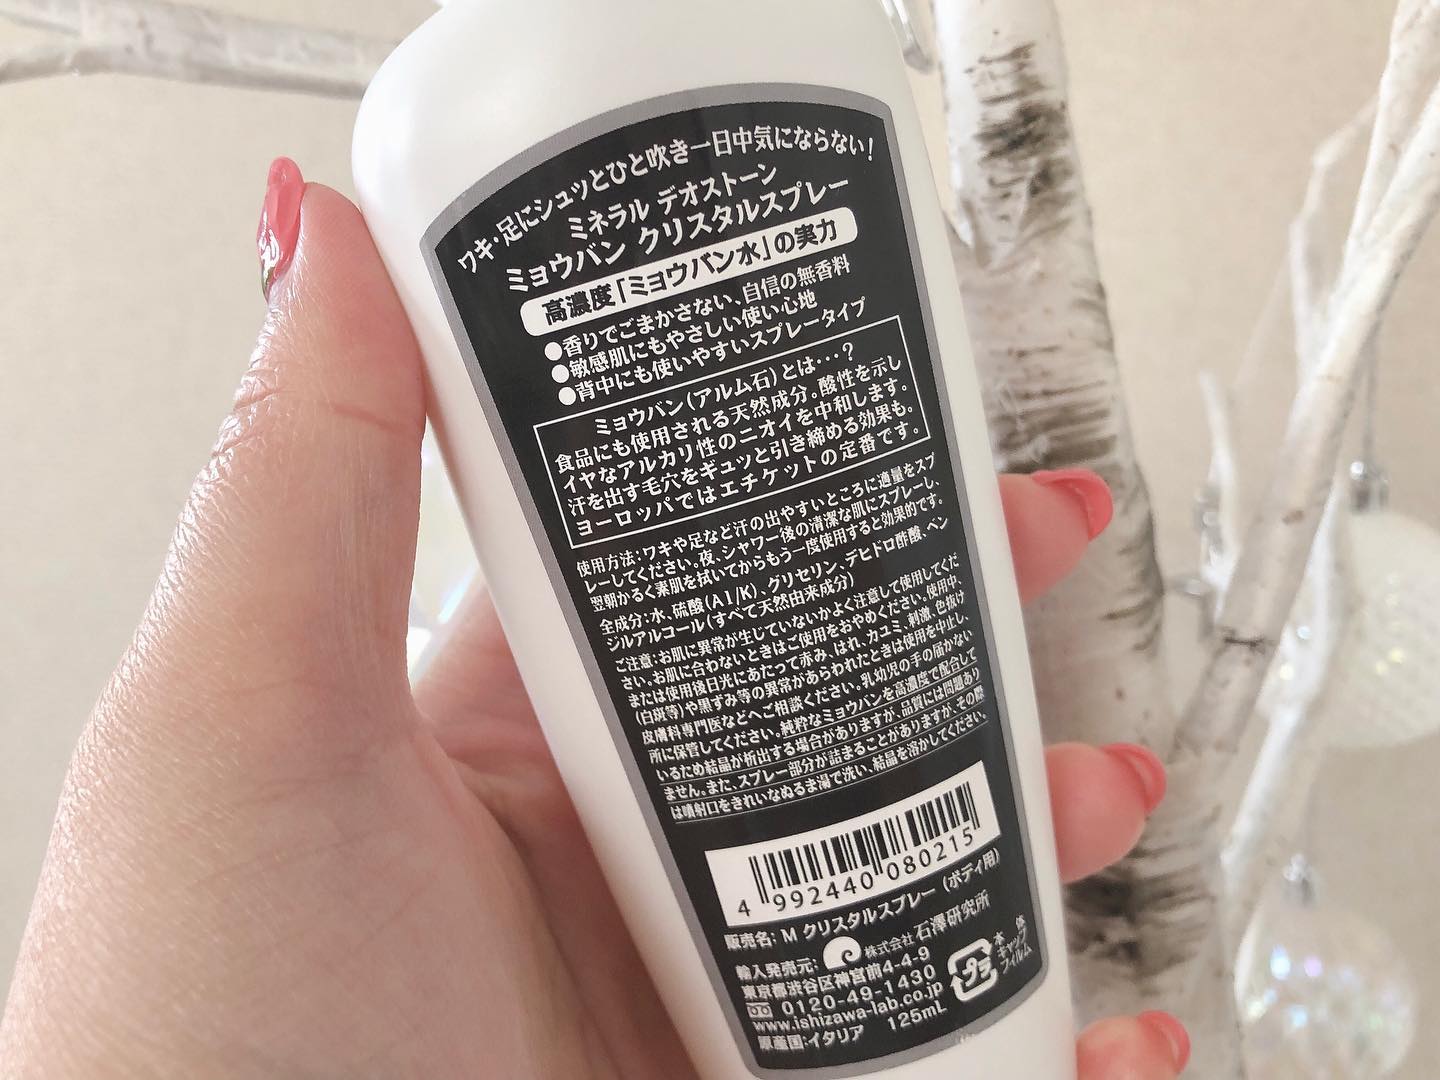 ワキ・足にシュッとひと吹き一日中気にならない!
ミネラル デオストーン
ミョウバン クリスタルスプレー
高濃度「ミョウバン水」の実力
●香りでごまかさない、自信の無香料
●敏感肌にもやさしい使い心地
●背中にも使いやすいスプレータイプ
ミョウバン(アルム石)とは・・・?
食品にも使用される天然成分。酸性を示し
イヤなアルカリ性のニオイを中和します。
汗を出す毛穴をギュッと引き締める効果も。
ヨーロッパではエチケットの定番です。
使用方法:ワキや足など汗の出やすいところに適量をスプ
レーしてください。夜、シャワー後の清潔な肌にスプレーし、
翌朝かるく素肌を拭いてからもう一度使用すると効果的です。
全成分:水、硫酸(Al/K)、グリセリン、デヒドロ酢酸、ベン
ジルアルコール(すべて天然由来成分)
ご注意:お肌に異常が生じていないかよく注意して使用してくだ
さい。お肌に合わないときはご使用をおやめください。使用中、
または使用後日光にあたって赤み、はれ、カユミ、刺激、色抜け
(白斑等)や黒ずみ等の異常があらわれたときは使用を中止し、
皮膚科専門医などへご相談ください。乳幼児の手の届かない
所に保管してください。純粋なミョウバンを高濃度で配合して
いるため結晶が析出する場合がありますが、品質には問題あり
ません。また、スプレー部分が詰まることがありますが、その際
は噴射口をきれいなぬるま湯で洗い、結晶を溶かしてください。
4 992440 080215
販売名: M クリスタルスプレー (ボディ用)
輸入発売元: 株式会社 石澤研究所
東京都渋谷区神宮前4-4-9
0120-49-1430
www.ishizawa-lab.co.jp
原産国:イタリア 125mL
プラ
本体
キャップ
フィルム